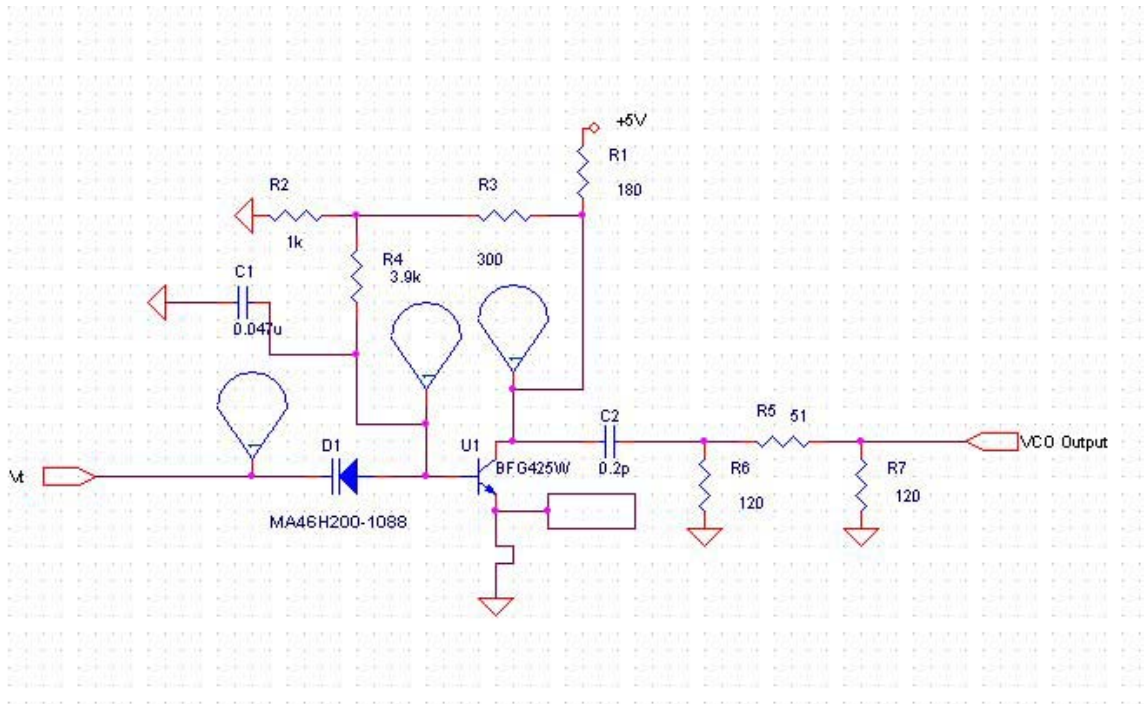 +5V
R1
180
R2
1k
R3
300
R4
3.9k
C1
0.047u
Vt
D1
MA46H200-1088
U1
BFG425W
C2
0.2p
R5 51
R6
120
R7
120
VCO Output